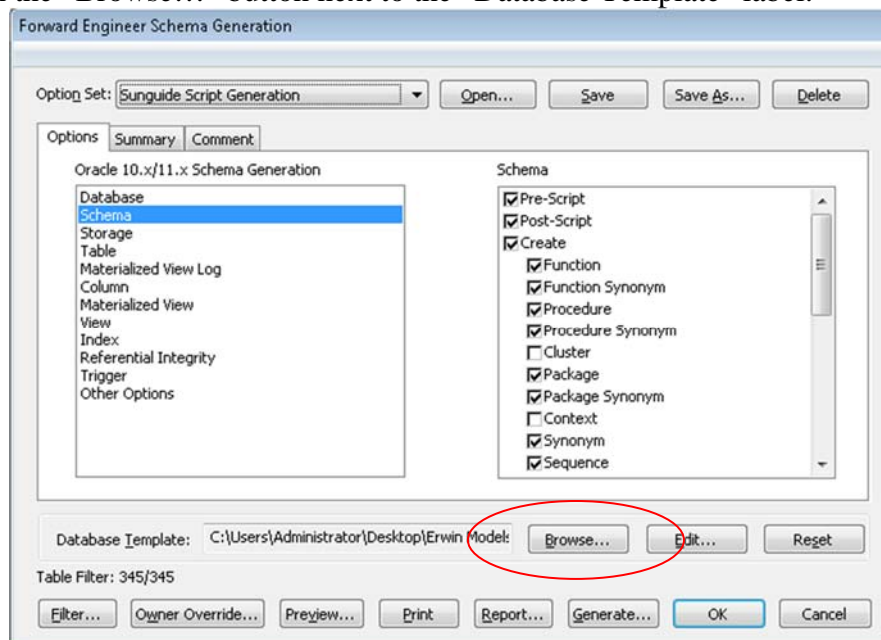 the "Browse..." button next to the "Database Template" label.
Forward Engineer Schema Generation
Option Set: Sunguide Script Generation Open... Save Save As... Delete
Options Summary Comment
Oracle 10.x/11.x Schema Generation
Database
Schema
Storage
Table
Materialized View Log
Column
Materialized View
View
Index
Referential Integrity
Trigger
Other Options
Schema
Pre-Script
Post-Script
Create
Function
Function Synonym
Procedure
Procedure Synonym
Cluster
Package
Package Synonym
Context
Synonym
Sequence
Database Template: C:\Users\Administrator\Desktop\Erwin Models Browse... Edit... Reset
Table Filter: 345/345
Filter... Owner Override... Preview... Print Report... Generate... OK Cancel